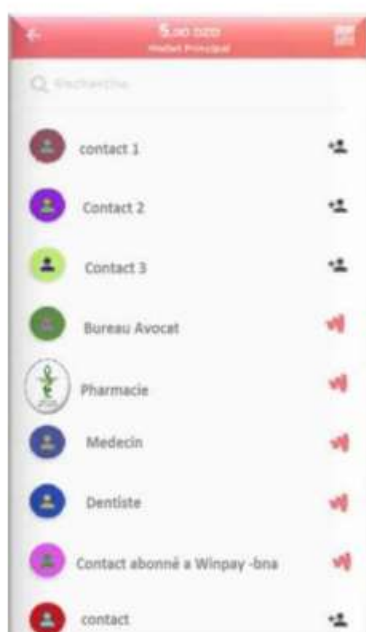 5.00 DZD
Wallet Principal
Recherche
contact 1
Contact 2
Contact 3
Bureau Avocat
Pharmacie
Medecin
Dentiste
Contact abonné a Winpay -bna
contact